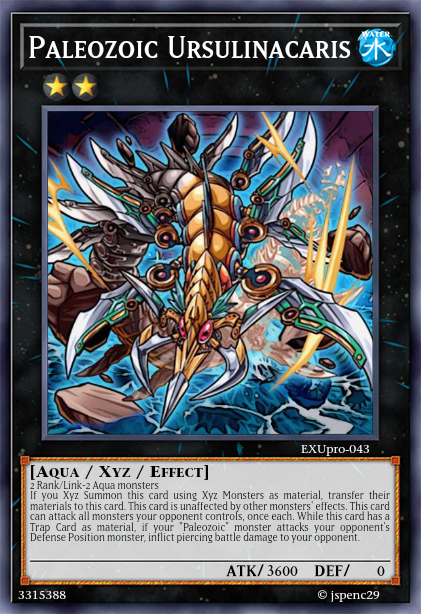 PALEOZOIC URSULINACARIS
WATER
水
EXUpro-043
[AQUA / XYZ / EFFECT]
2 Rank/Link-2 Aqua monsters
If you Xyz Summon this card using Xyz Monsters as material, transfer their
materials to this card. This card is unaffected by other monsters' effects. This card
can attack all monsters your opponent controls, once each. While this card has a
Trap Card as material, if your "Paleozoic" monster attacks your opponent's
Defense Position monster, inflict piercing battle damage to your opponent.
ATK/ 3600 DEF/ 0
3315388 © jspenc29